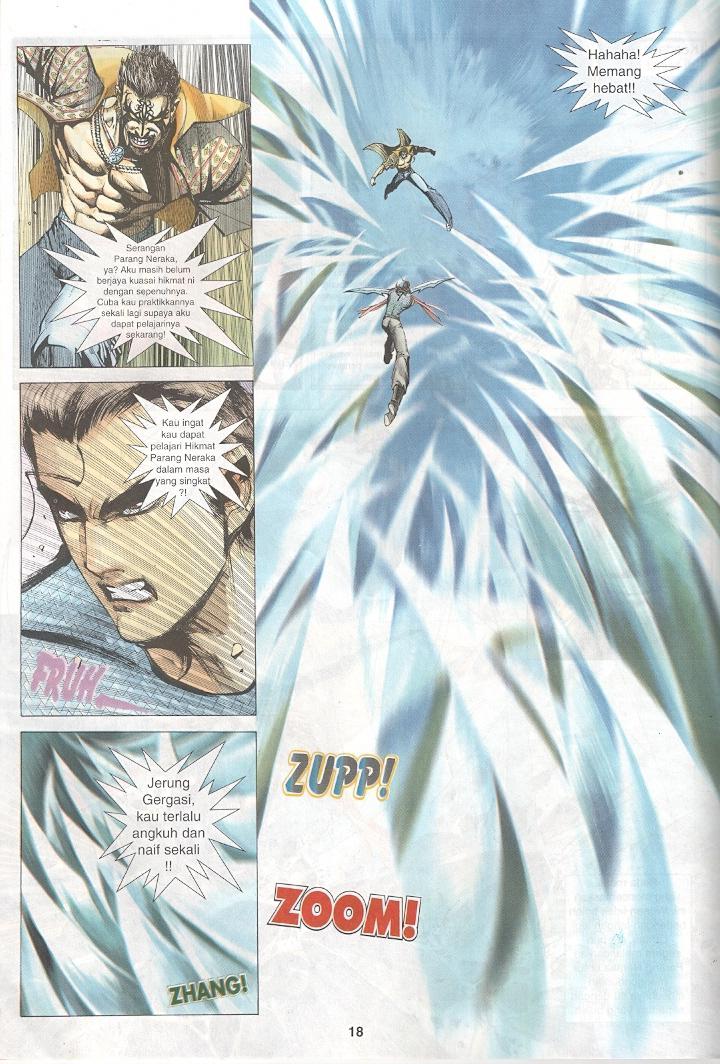 Hahaha!
Memang
hebat!!
Serangan
Parang Neraka,
ya? Aku masih belum
berjaya kuasai hikmat ni
dengan sepenuhnya.
Cuba kau praktikkannya
sekali lagi supaya aku
dapat pelajarinya
sekarang!
Kau ingat
kau dapat
pelajari Hikmat
Parang Neraka
dalam masa
yang singkat
?!
FRUH...
Jerung
Gergasi,
kau terlalu
angkuh dan
naif sekali
!!
ZHANG!
ZUPP!
ZOOM!
18